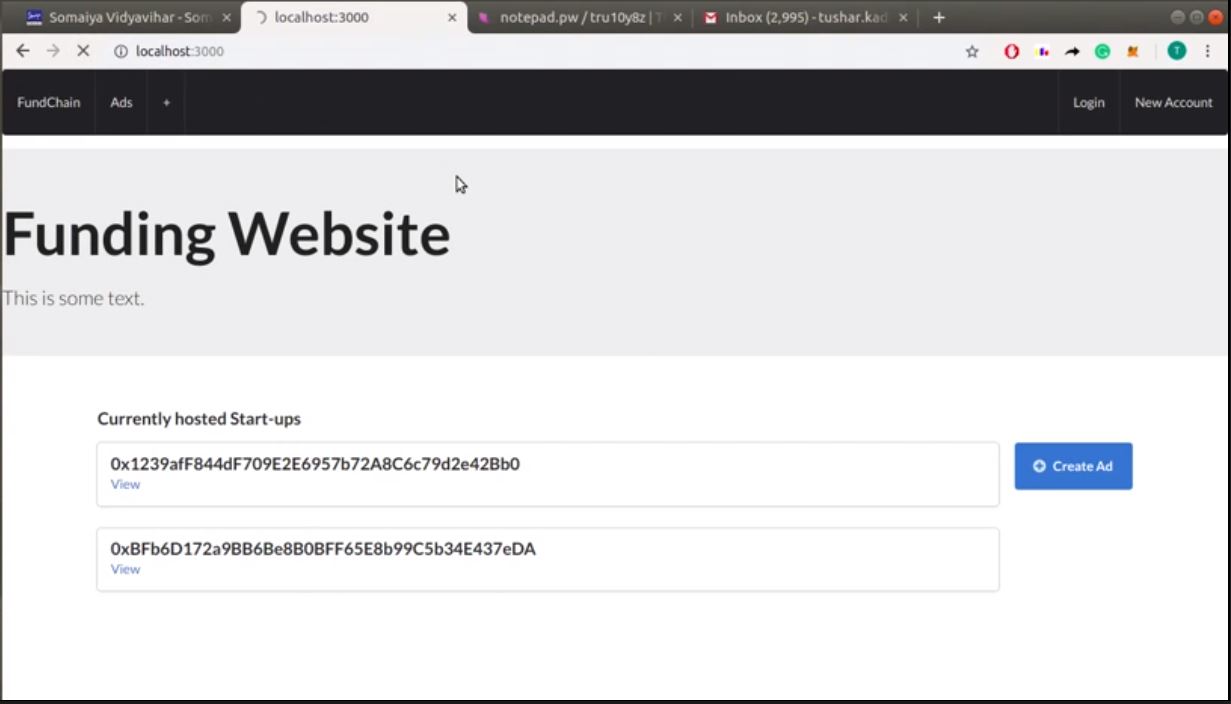 Somaiya Vidyavihar - Som
localhost:3000
notepad.pw / tru10y8z | T
Inbox (2,995) - tushar.kad
localhost:3000
T
FundChain
Ads
+
Login
New Account
Funding Website
This is some text.
Currently hosted Start-ups
0x1239afF844dF709E2E6957b72A8C6c79d2e42Bb0
View
Create Ad
0xBFb6D172a9BB6Be8B0BFF65E8b99C5b34E437eDA
View